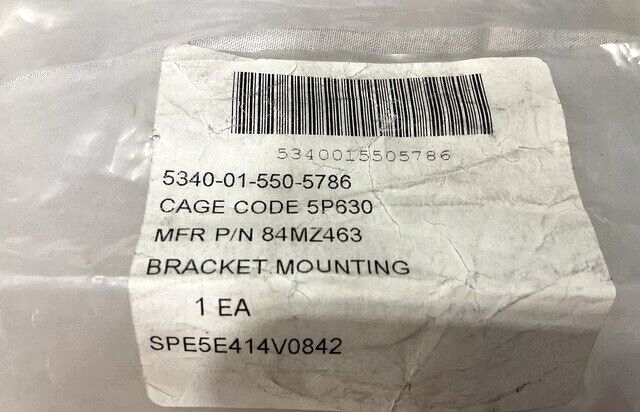 5340015505786
5340-01-550-5786
CAGE CODE 5P630
MFR P/N 84MZ463
BRACKET MOUNTING
1 EA
SPE5E414V0842